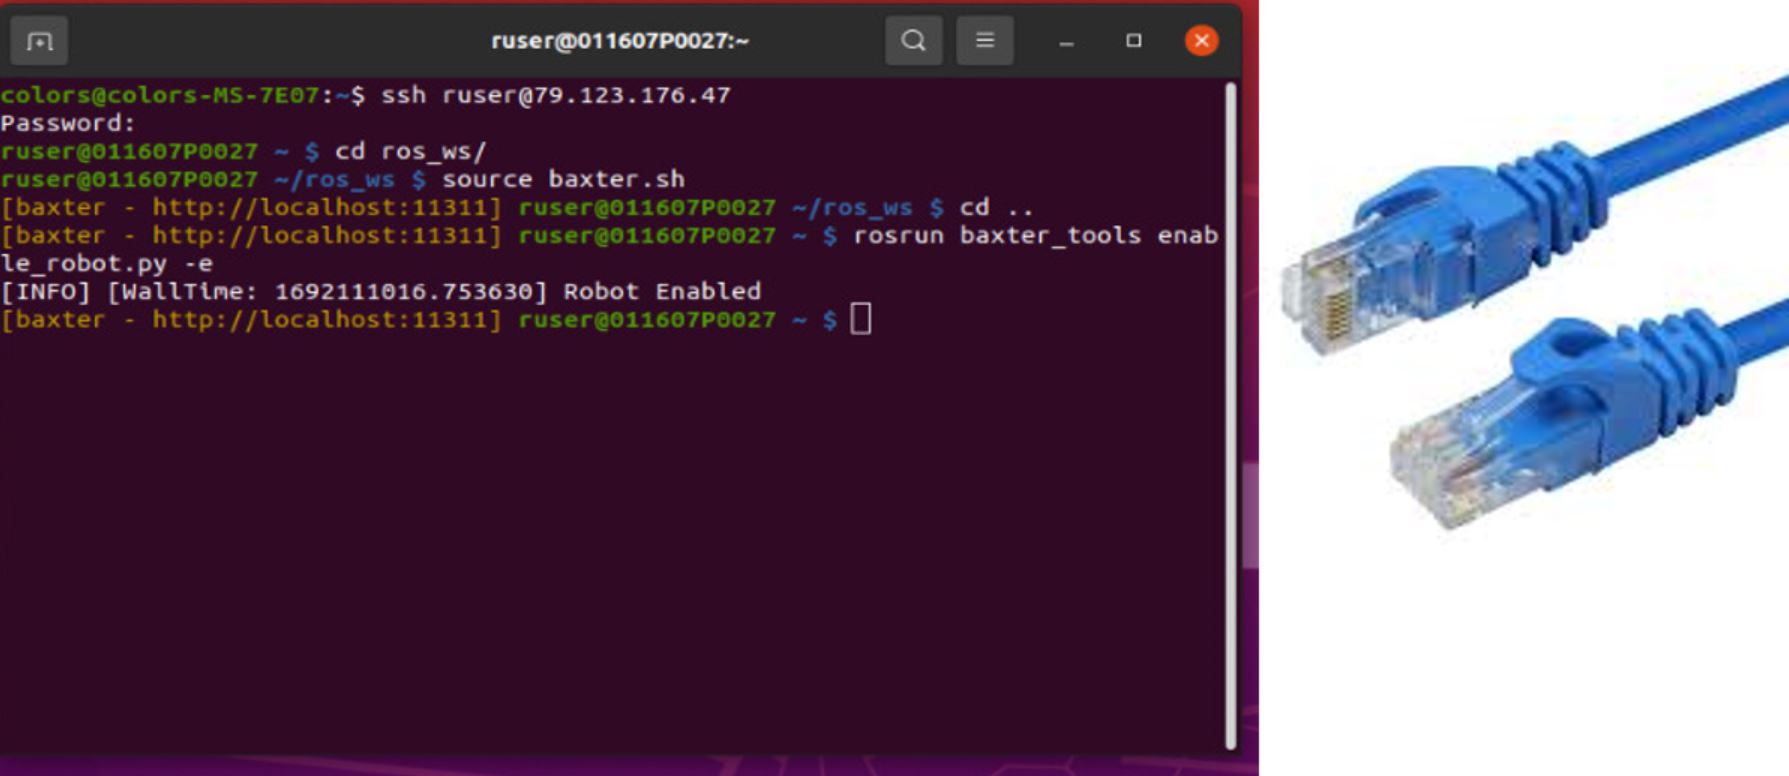 ruser@011607P0027:~
colors@colors-MS-7E07:~$ ssh ruser@79.123.176.47
Password:
ruser@011607P0027 ~ $ cd ros_ws/
ruser@011607P0027 ~/ros_ws $ source baxter.sh
[baxter - http://localhost:11311] ruser@011607P0027 ~/ros_ws $ cd ..
[baxter - http://localhost:11311] ruser@011607P0027 ~ $ rosrun baxter_tools enab
le_robot.py -e
[INFO] [WallTime: 1692111016.753630] Robot Enabled
[baxter - http://localhost:11311] ruser@011607P0027 ~ $